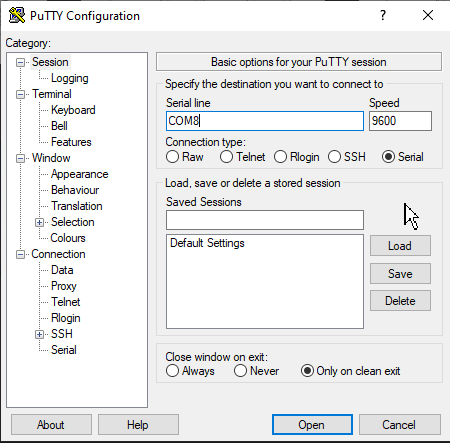 PuTTY Configuration
Category:
Session
Logging
Terminal
Keyboard
Bell
Features
Window
Appearance
Behaviour
Translation
Selection
Colours
Connection
Data
Proxy
Telnet
Rlogin
SSH
Serial
Basic options for your PuTTY session
Specify the destination you want to connect to
Serial line Speed
COM8 9600
Connection type:
Raw Telnet Rlogin SSH Serial
Load, save or delete a stored session
Saved Sessions
Default Settings
Load
Save
Delete
Close window on exit:
Always Never Only on clean exit
About Help Open Cancel